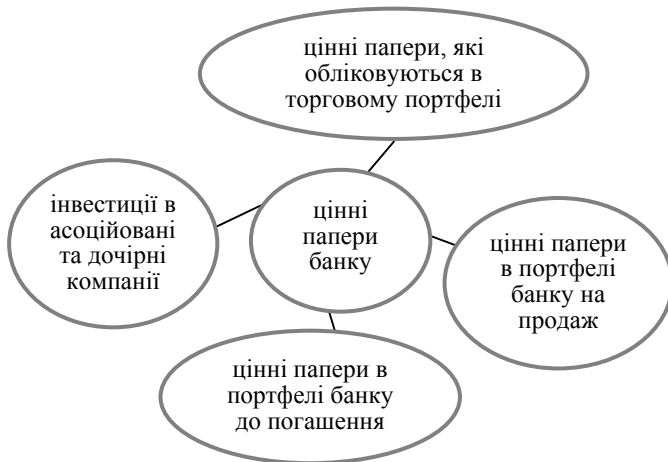 цінні папери, які
обліковуються в
торговому портфелі
інвестиції в
асоційовані
та дочірні
компанії
цінні
папери
банку
цінні папери
в портфелі
банку на
продаж
цінні папери в
портфелі банку
до погашення